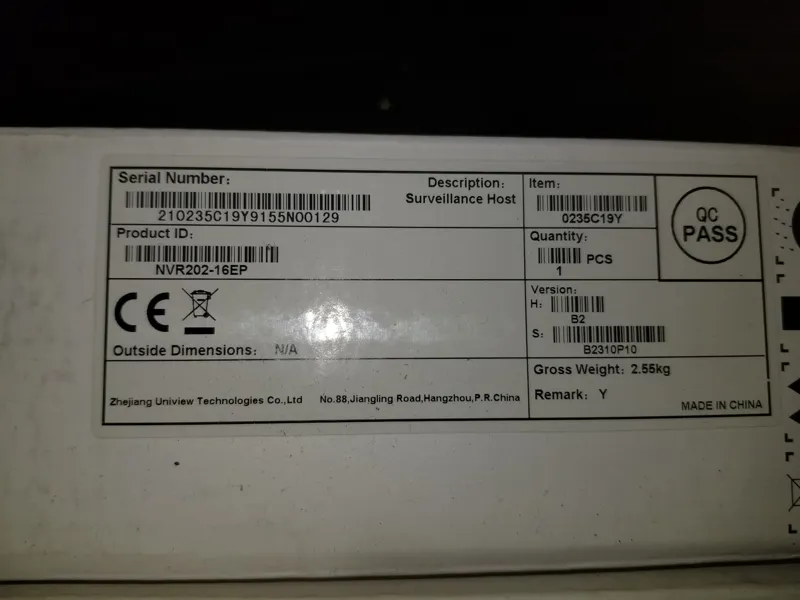 Serial Number:
210235C19Y9155N00129
Description:
Surveillance Host
Item:
0235C19Y
QC
PASS
Product ID:
NVR202-16EP
Quantity:
PCS
1
CE
Outside Dimensions: N/A
Version:
H:
B2
S:
B2310P10
Zhejiang Uniview Technologies Co.,Ltd No.88,Jiangling Road,Hangzhou,P.R.China
Gross Weight: 2.55kg
Remark: Y
MADE IN CHINA